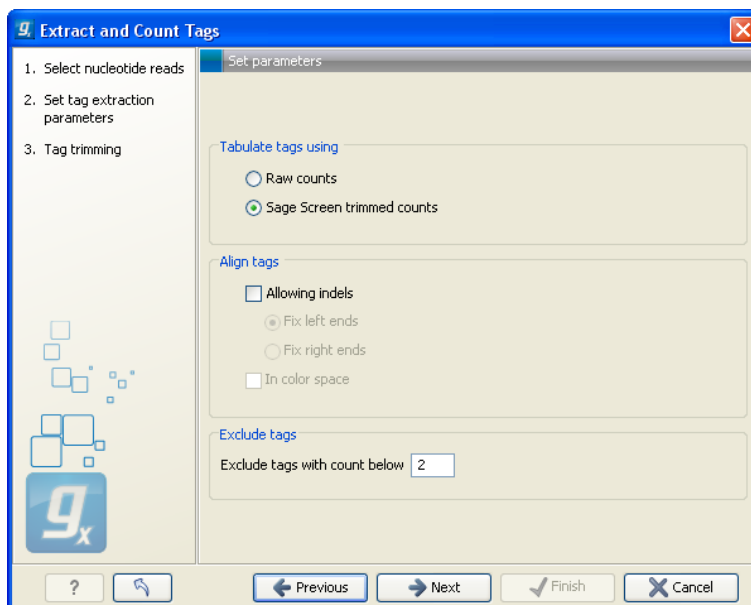 Extract and Count Tags
1. Select nucleotide reads
2. Set tag extraction
parameters
3. Tag trimming
Set parameters
Tabulate tags using
Raw counts
Sage Screen trimmed counts
Align tags
Allowing indels
Fix left ends
Fix right ends
In color space
Exclude tags
Exclude tags with count below 2
gx
? Previous Next Finish Cancel